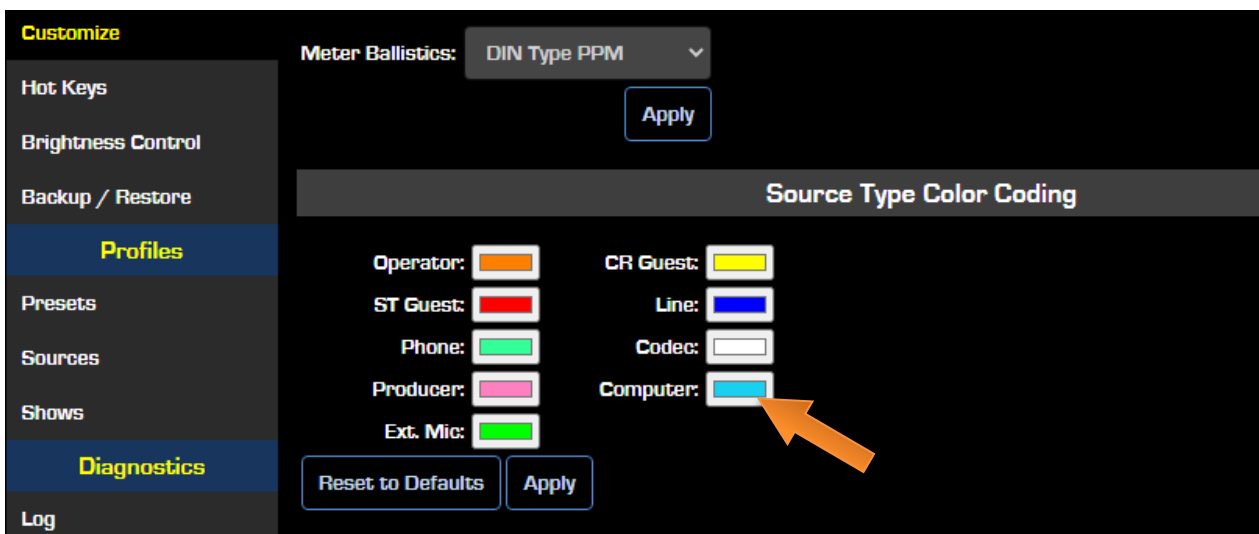 Customize
Hot Keys
Brightness Control
Backup / Restore
Profiles
Presets
Sources
Shows
Diagnostics
Log
Meter Ballistics: DIN Type PPM
Apply
Source Type Color Coding
Operator: CR Guest:
ST Guest: Line:
Phone: Codec:
Producer: Computer:
Ext. Mic:
Reset to Defaults Apply